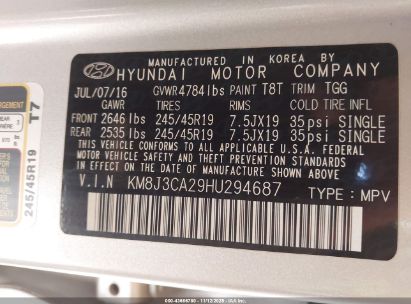 MANUFACTURED IN KOREA BY
HYUNDAI MOTOR COMPANY
JUL/07/16 GVWR4784lbs PAINT T8T TRIM TGG
GAWR TIRES RIMS COLD TIRE INFL
FRONT 2646 lbs 245/45R19 7.5JX19 35psi SINGLE
REAR 2535 lbs 245/45R19 7.5JX19 35psi SINGLE
THIS VEHICLE CONFORMS TO ALL APPLICABLE U.S.A. FEDERAL
MOTOR VEHICLE SAFETY, BUMPER, AND THEFT PREVENTION STANDARDS
IN EFFECT ON THE DATE OF MANUFACTURE SHOWN ABOVE.
V.I.N KM8J3CA29HU294687 TYPE : MPV
T7
245/45R19